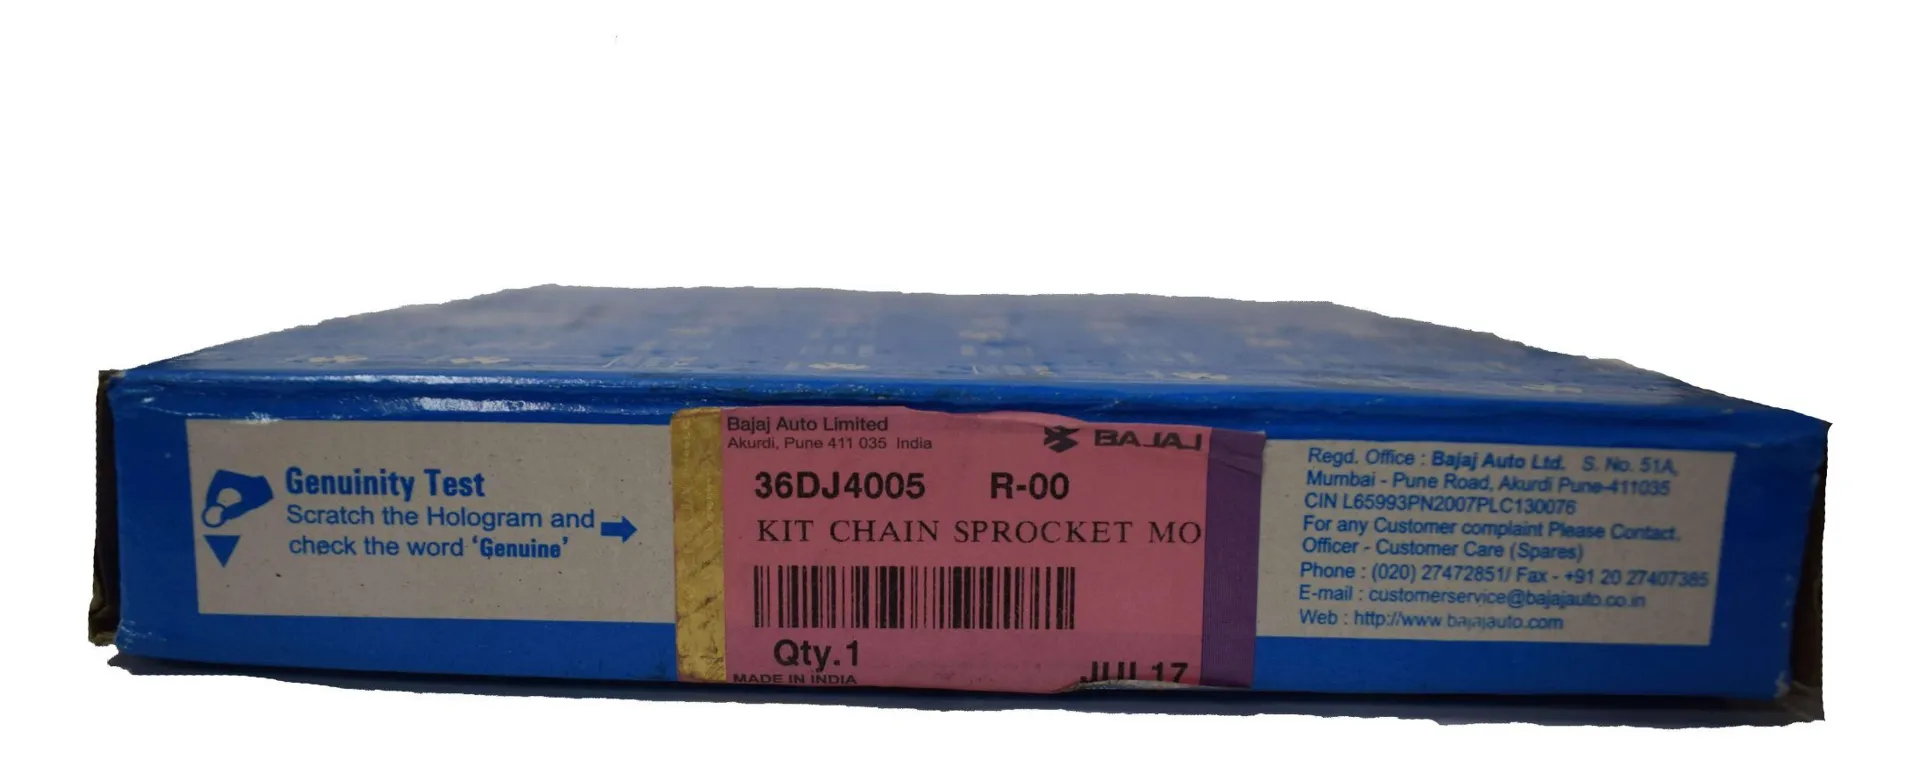 Genuinity Test
Scratch the Hologram and
check the word 'Genuine'
Bajaj Auto Limited
Akurdi, Pune 411 035 India
BAJAJ
36DJ4005 R-00
KIT CHAIN SPROCKET MO
Qty.1
MADE IN INDIA
JUL 17
Regd. Office : Bajaj Auto Ltd. S. No. 51A,
Mumbai - Pune Road, Akurdi Pune-411035
CIN L65993PN2007PLC130076
For any Customer complaint Please Contact.
Officer - Customer Care (Spares)
Phone : (020) 27472851/ Fax - +91 20 27407385
E-mail : customerservice@bajajauto.co.in
Web : http://www.bajajauto.com